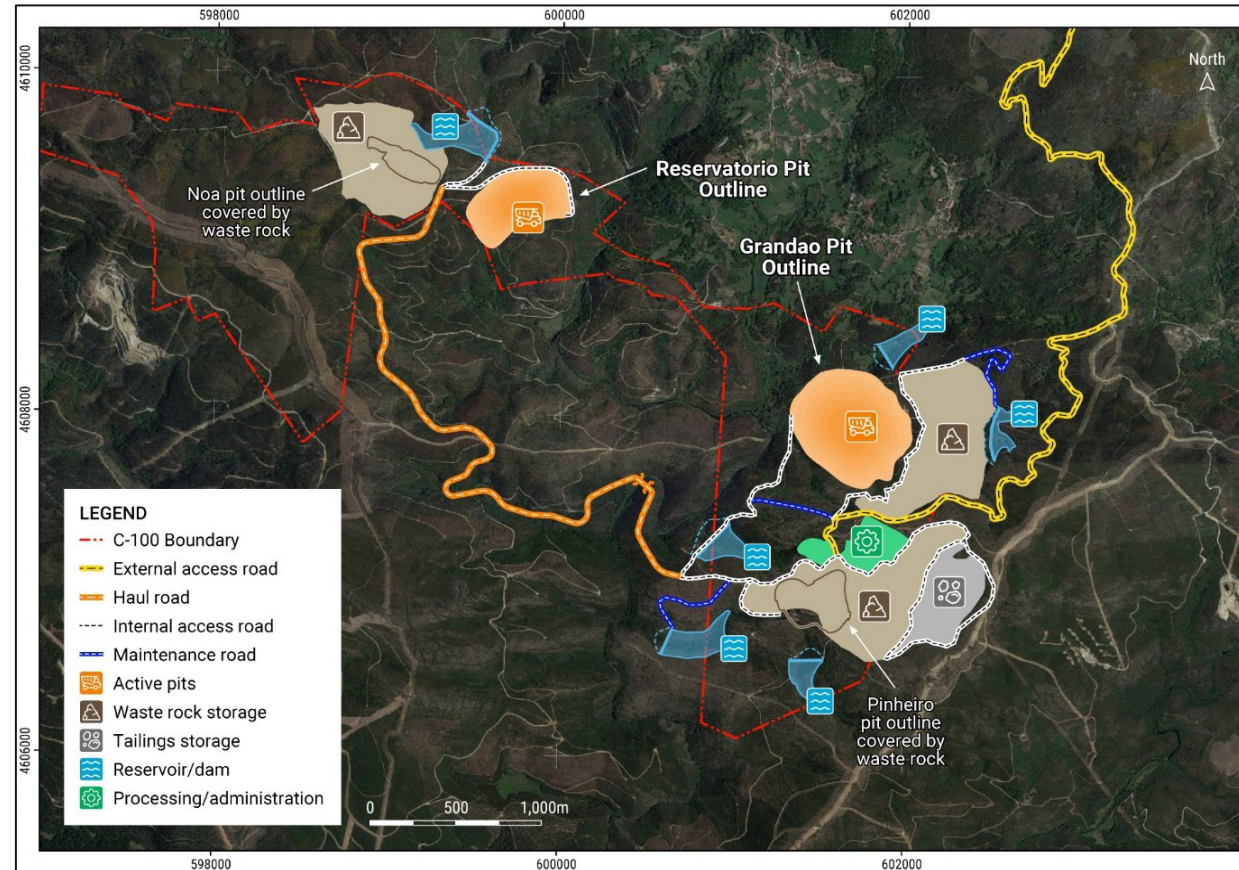 598000
600000
602000
4610000
4608000
4606000
North
Noa pit outline
covered by
waste rock
Reservatorio Pit
Outline
Grandao Pit
Outline
Pinheiro
pit outline
covered by
waste rock
LEGEND
C-100 Boundary
External access road
Haul road
Internal access road
Maintenance road
Active pits
Waste rock storage
Tailings storage
Reservoir/dam
Processing/administration
0 500 1,000m
598000
600000
602000